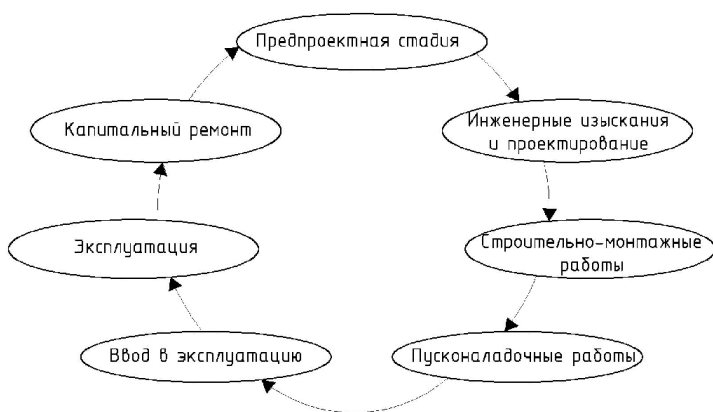 Предпроектная стадия
Инженерные изыскания
и проектирование
Строительно-монтажные
работы
Пусконаладочные работы
Ввод в эксплуатацию
Эксплуатация
Капитальный ремонт